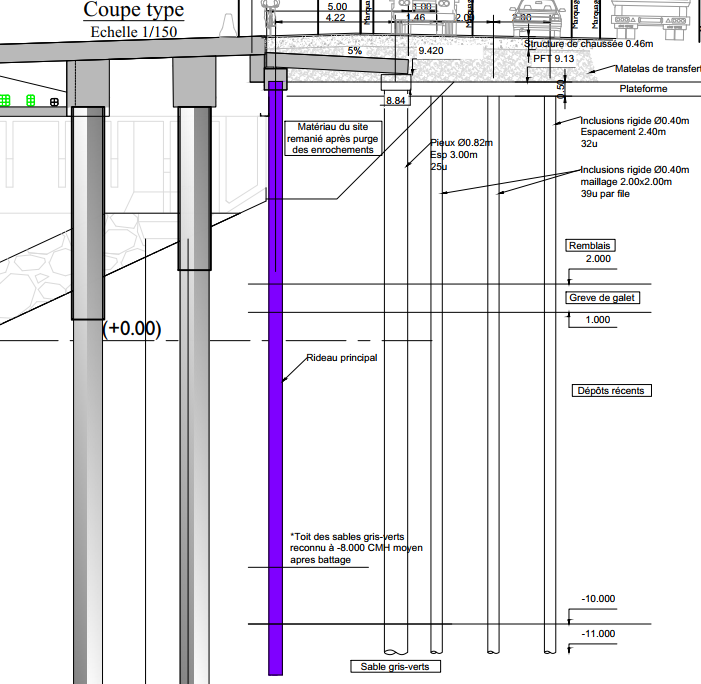 Coupe type
Echelle 1/150
5.00
1.00
4.22
1.46
2.00
2.00
5%
9.420
Structure de chaussée 0.46m
PFT 9.13
Matelas de transfert
0.50
Plateforme
8.84
Matériau du site
remanié après purge
des enrochements
Pieux Ø0.82m
Esp 3.00m
25u
Inclusions rigide Ø0.40m
Espacement 2.40m
32u
Inclusions rigide Ø0.40m
maillage 2.00x2.00m
39u par file
Remblais
2.000
Greve de galet
1.000
(+0.00)
Rideau principal
Dépôts récents
*Toit des sables gris-verts
reconnu à -8.000 CMH moyen
apres battage
-10.000
-11.000
Sable gris-verts